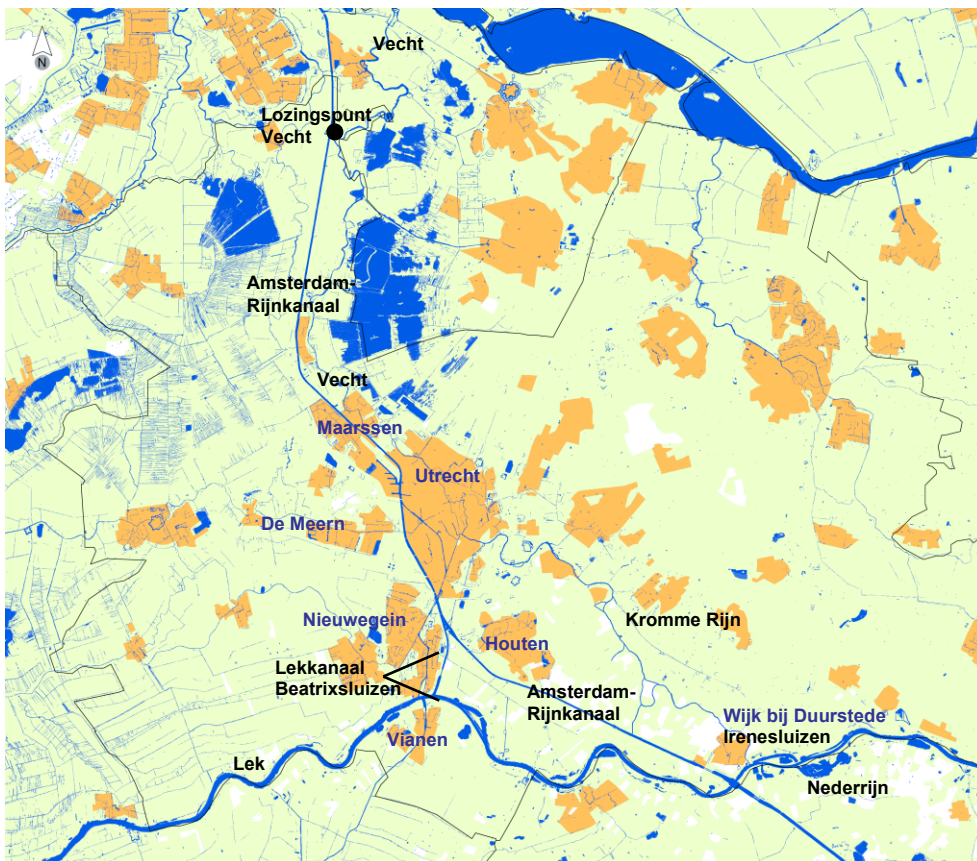 N
Vecht
Lozingspunt
Vecht
Amsterdam-
Rijnkanaal
Vecht
Maarssen
Utrecht
De Meern
Nieuwegein
Kromme Rijn
Houten
Lekkanaal
Beatrixsluizen
Amsterdam-
Rijnkanaal
Wijk bij Duurstede
Irenesluizen
Vianen
Lek
Nederrijn